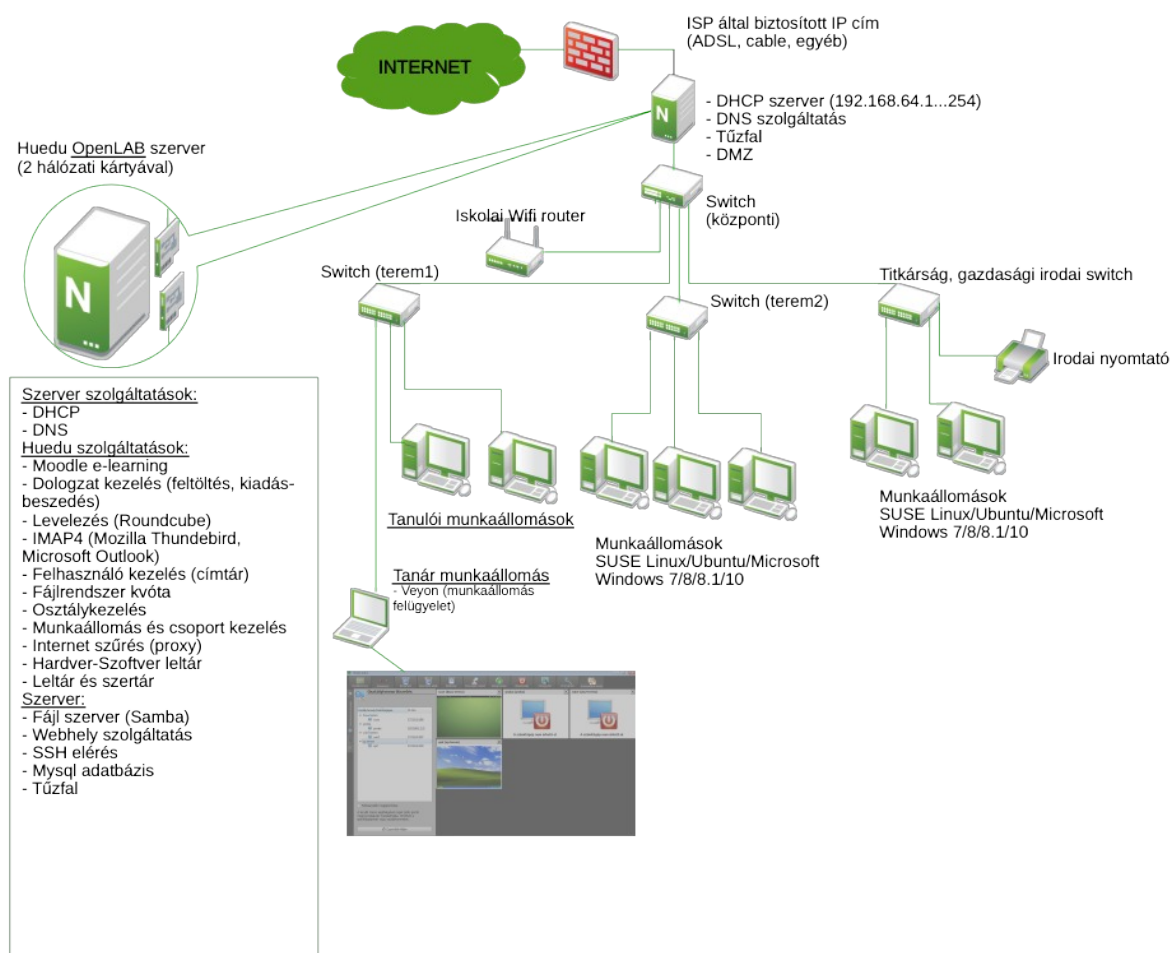 ISP által biztosított IP cím
(ADSL, cable, egyéb)
INTERNET
N
- DHCP szerver (192.168.64.1...254)
- DNS szolgáltatás
- Tűzfal
- DMZ
Huedu OpenLAB szerver
(2 hálózati kártyával)
N
Switch
(központi)
Iskolai Wifi router
Switch (terem1)
Switch (terem2)
Titkárság, gazdasági irodai switch
Irodai nyomtató
Szerver szolgáltatások:
- DHCP
- DNS
Huedu szolgáltatások:
- Moodle e-learning
- Dologzat kezelés (feltöltés, kiadás-
beszedés)
- Levelezés (Roundcube)
- IMAP4 (Mozilla Thundebird,
Microsoft Outlook)
- Felhasználó kezelés (címtár)
- Fájlrendszer kvóta
- Osztálykezelés
- Munkaállomás és csoport kezelés
- Internet szűrés (proxy)
- Hardver-Szoftver leltár
- Leltár és szertár
Szerver:
- Fájl szerver (Samba)
- Webhely szolgáltatás
- SSH elérés
- Mysql adatbázis
- Tűzfal
Tanulói munkaállomások
Tanár munkaállomás
- Veyon (munkaállomás
felügyelet)
Munkaállomások
SUSE Linux/Ubuntu/Microsoft
Windows 7/8/8.1/10
Munkaállomások
SUSE Linux/Ubuntu/Microsoft
Windows 7/8/8.1/10